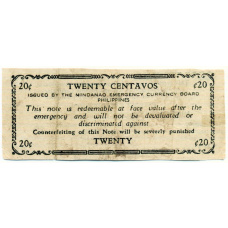 20¢ TWENTY CENTAVOS ¢20
ISSUED BY THE MINDANAO EMERGENCY CURRENCY BOARD
PHILIPPINES
This note is redeemable at face value after the
emergency and will not be devaluated or
discriminated against
Counterfeiting of this Note will be severely punished
20¢ TWENTY ¢20